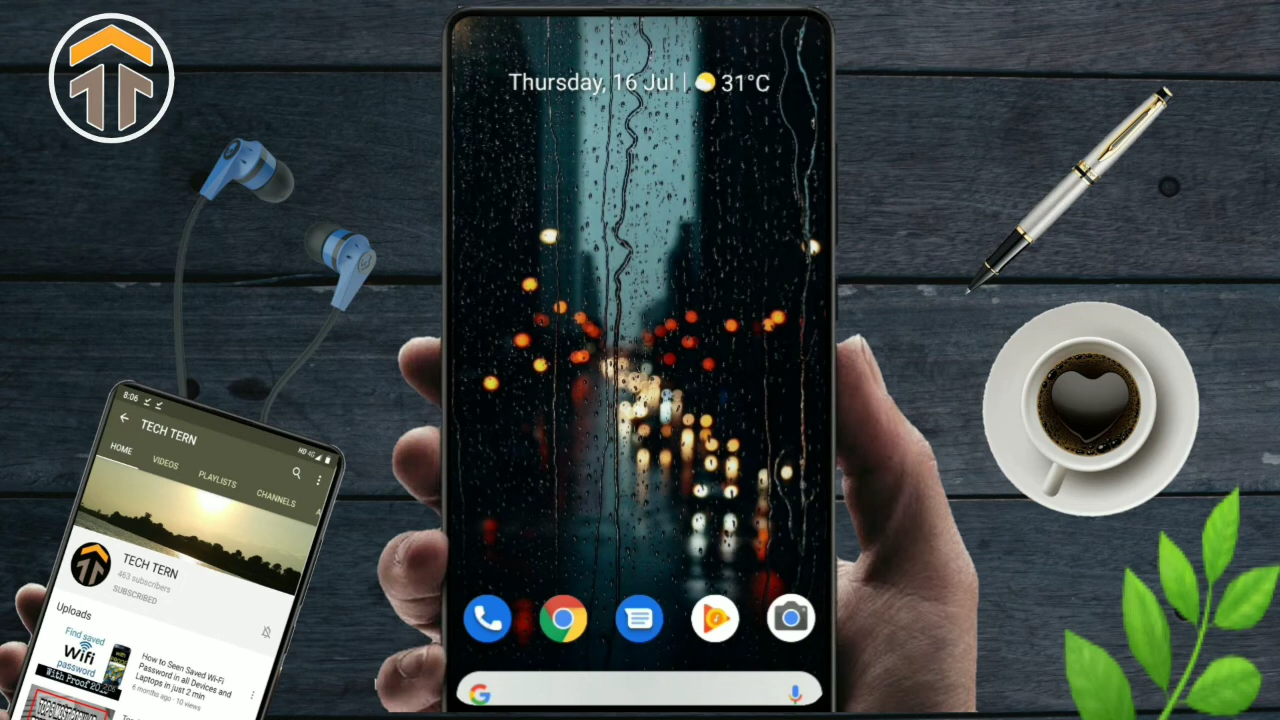 Thursday, 16 Jul | 31°C
8:06
HD 4G
TECH TERN
HOME
VIDEOS
PLAYLISTS
CHANNELS
A
TECH TERN
463 subscribers
SUBSCRIBED
Uploads
Find saved
Wifi
password
With Proof 2020
How to Seen Saved Wi-Fi
Password in all Devices and
Laptops in just 2 min
6 months ago · 10 views